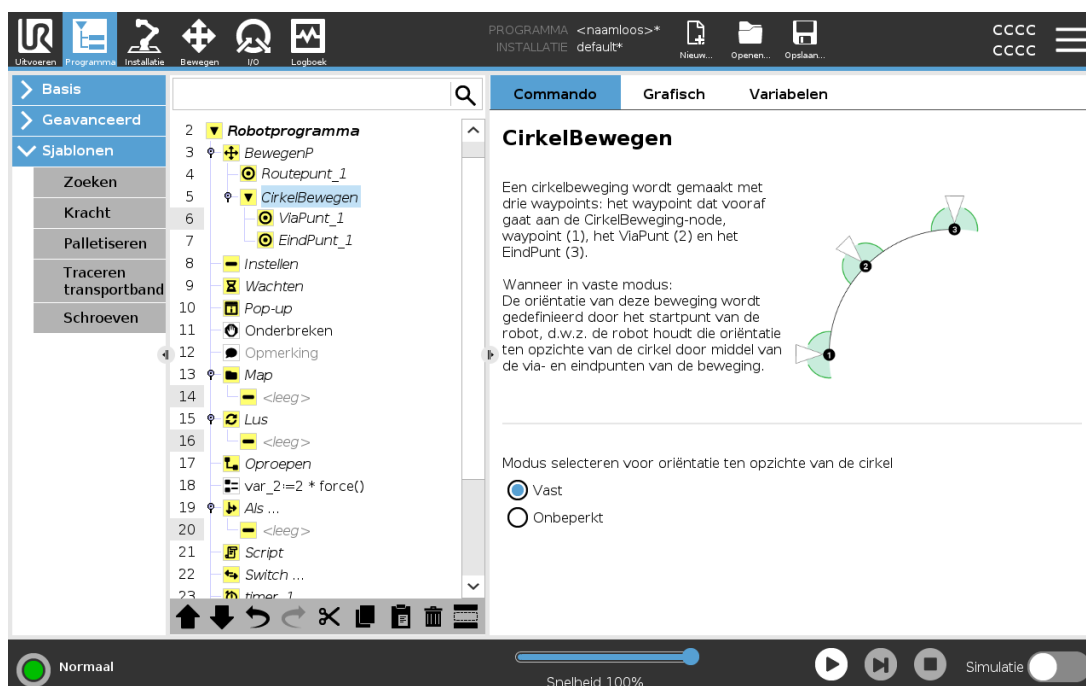 UR
PROGRAMMA <naamloos>*
INSTALLATIE default*
CCCC
CCCC
Uitvoeren Programma Installatie Bewegen I/O Logboek Nieuw... Openen... Opslaan...
Basis
Geavanceerd
Sjablonen
Zoeken
Kracht
Palletiseren
Traceren
transportband
Schroeven
2 Robotprogramma
3 BewegenP
4 Routepunt_1
5 CirkelBewegen
6 ViaPunt_1
7 EindPunt_1
8 Instellen
9 Wachten
10 Pop-up
11 Onderbreken
12 Opmerking
13 Map
14 <leeg>
15 Lus
16 <leeg>
17 Oproepen
18 var_2:=2 * force()
19 Als ...
20 <leeg>
21 Script
22 Switch ...
23 timer_1
Commando Grafisch Variabelen
CirkelBewegen
Een cirkelbeweging wordt gemaakt met
drie waypoints: het waypoint dat vooraf
gaat aan de CirkelBeweging-node,
waypoint (1), het ViaPunt (2) en het
EindPunt (3).
Wanneer in vaste modus:
De oriëntatie van deze beweging wordt
gedefinieerd door het startpunt van de
robot, d.w.z. de robot houdt die oriëntatie
ten opzichte van de cirkel door middel van
de via- en eindpunten van de beweging.
3
2
1
Modus selecteren voor oriëntatie ten opzichte van de cirkel
Vast
Onbeperkt
Normaal
Snelheid 100%
Simulatie